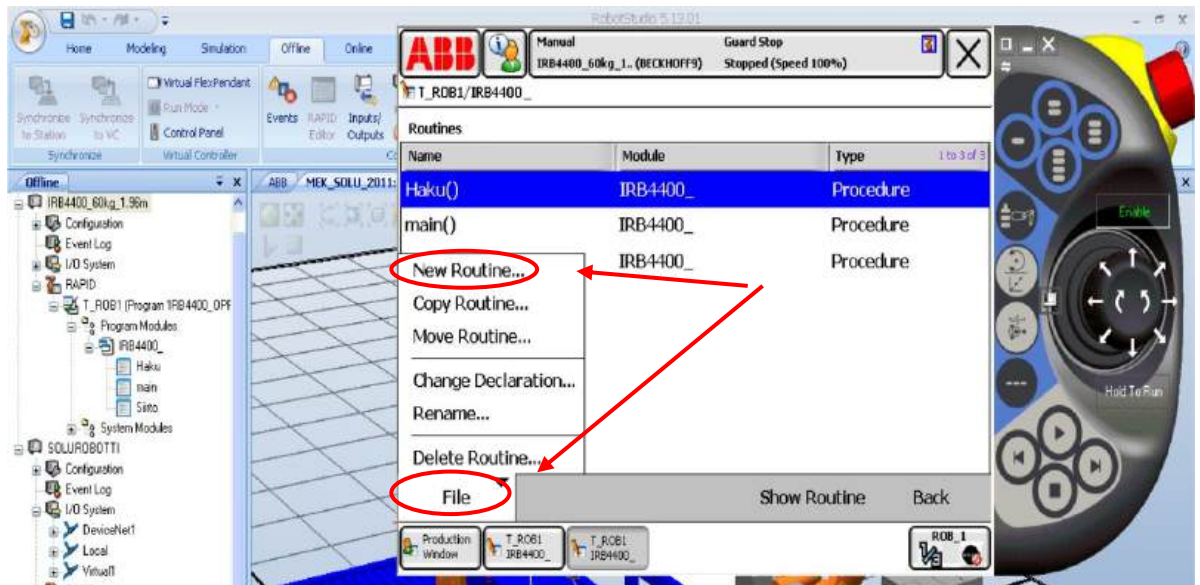 RobotStudio 5.13.01
Home Modeling Simulation Offline Online
Synchronize to Station
Synchronize to VC
Virtual FlexPendant
Run Mode
Control Panel
Events
RAPID Editor
Inputs/ Outputs
Synchronize
Virtual Controller
Offline
IRB4400_60kg_1.96m
Configuration
Event Log
I/O System
RAPID
T_ROB1 (Program 'IRB4400_OPE
Program Modules
IRB4400_
Haku
main
Siirto
System Modules
SOLUROBOTTI
Configuration
Event Log
I/O System
DeviceNet1
Local
Virtual1
ABB MEK_SOLU_2011:
ABB
Manual
IRB4400_60kg_1.. (BECKHOFF9)
Guard Stop
Stopped (Speed 100%)
T_ROB1/IRB4400_
Routines
Name Module Type 1 to 3 of 3
Haku() IRB4400_ Procedure
main() IRB4400_ Procedure
IRB4400_ Procedure
New Routine...
Copy Routine...
Move Routine...
Change Declaration...
Rename...
Delete Routine...
File Show Routine Back
Production Window
T_ROB1 IRB4400_
T_ROB1 IRB4400_
ROB_1
Enable
Hold To Run